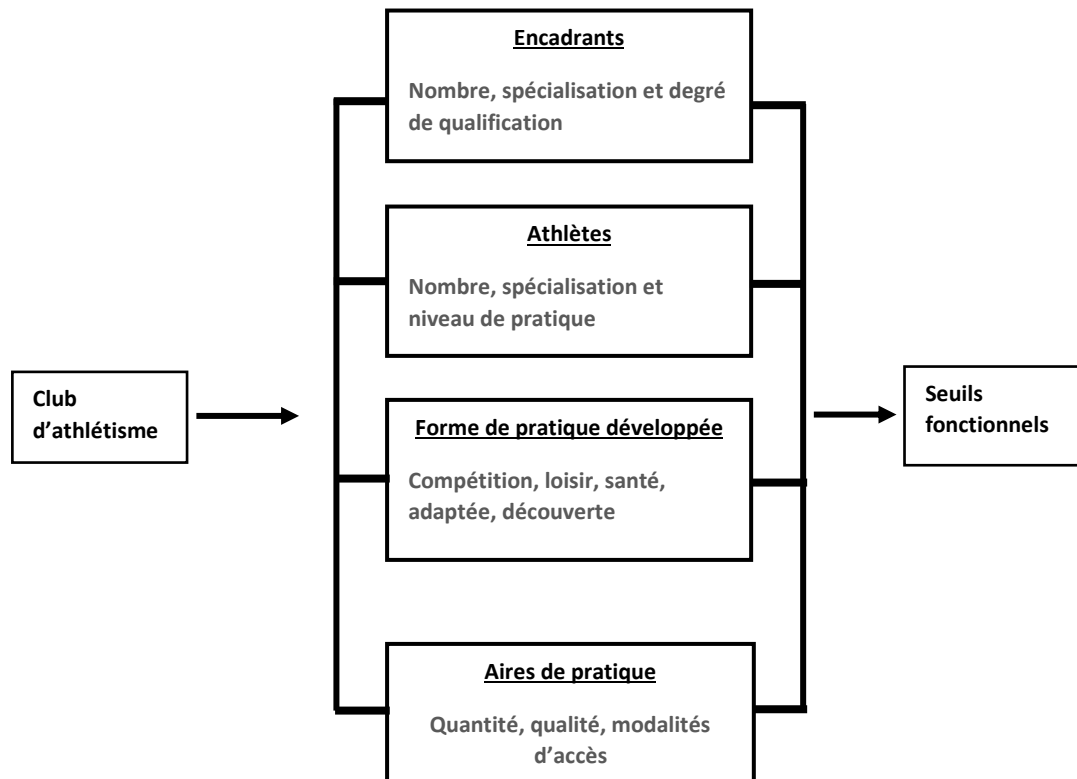 Encadrants
Nombre, spécialisation et degré
de qualification
Athlètes
Nombre, spécialisation et
niveau de pratique
Club
d’athlétisme
Seuils
fonctionnels
Forme de pratique développée
Compétition, loisir, santé,
adaptée, découverte
Aires de pratique
Quantité, qualité, modalités
d’accès